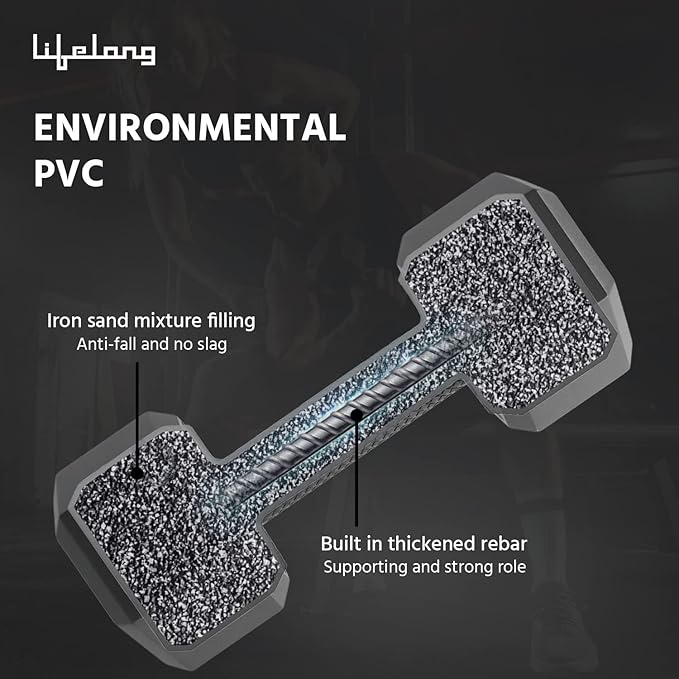 Lifelong
ENVIRONMENTAL
PVC
Iron sand mixture filling
Anti-fall and no slag
Built in thickened rebar
Supporting and strong role